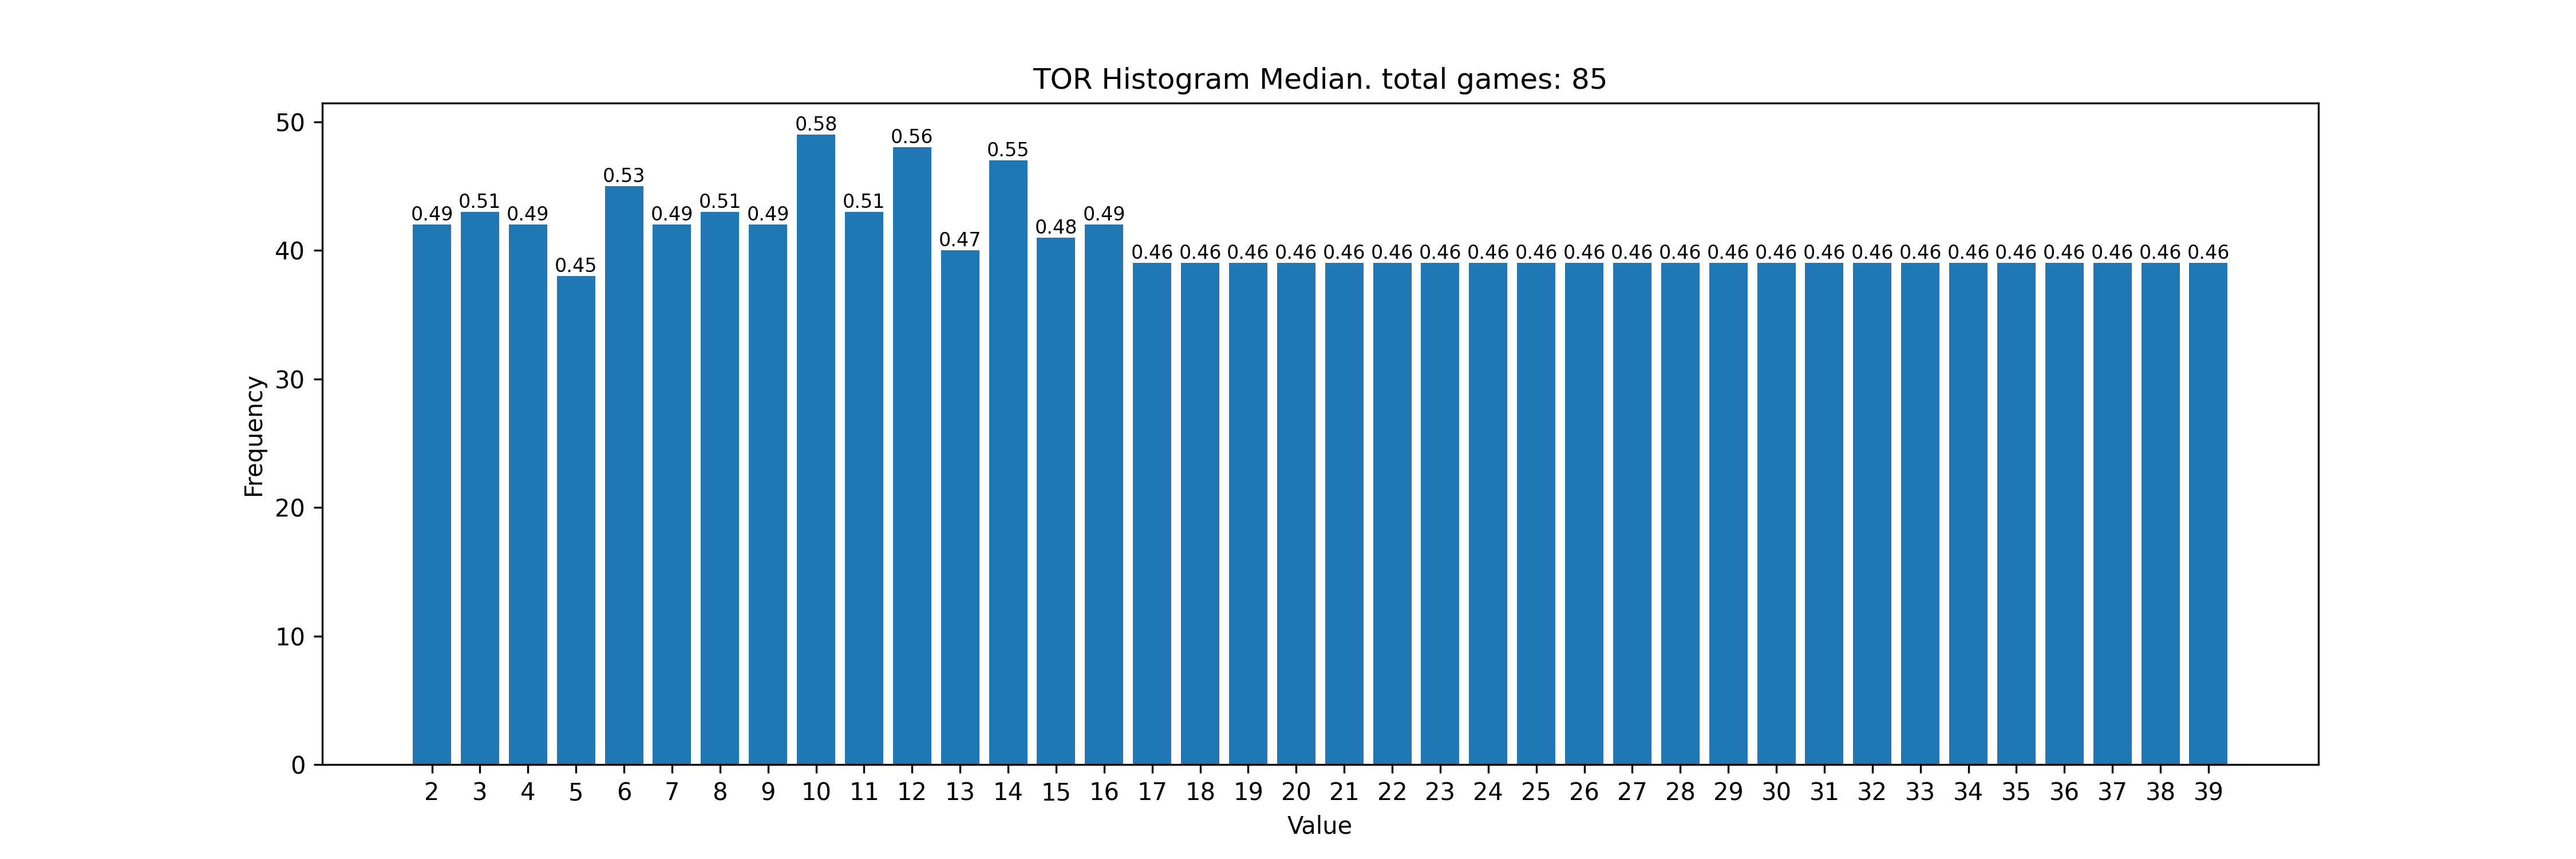 TOR Histogram Median. total games: 85
50
40
30
20
10
0
Frequency
0.49 0.51 0.49 0.45 0.53 0.49 0.51 0.49 0.58 0.51 0.56 0.47 0.55 0.48 0.49 0.46 0.46 0.46 0.46 0.46 0.46 0.46 0.46 0.46 0.46 0.46 0.46 0.46 0.46 0.46 0.46 0.46 0.46 0.46 0.46 0.46 0.46 0.46
2 3 4 5 6 7 8 9 10 11 12 13 14 15 16 17 18 19 20 21 22 23 24 25 26 27 28 29 30 31 32 33 34 35 36 37 38 39
Value